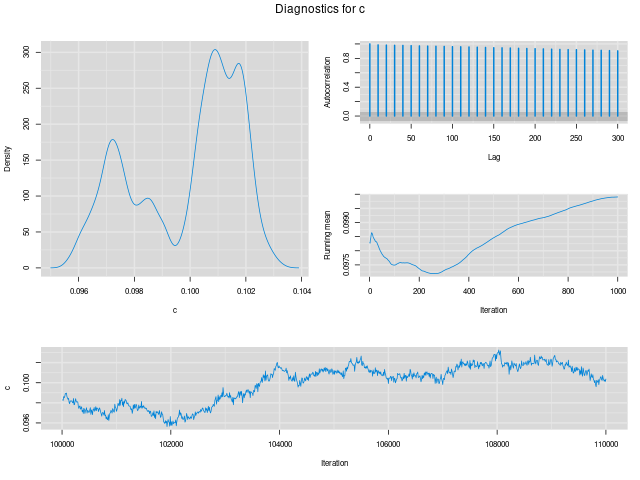 Diagnostics for c
Density
0 50 100 150 200 250 300
0.096 0.098 0.100 0.102 0.104
c
Autocorrelation
0.0 0.4 0.8
0 50 100 150 200 250 300
Lag
Running mean
0.0975 0.0990
0 200 400 600 800 1000
Iteration
c
0.096 0.100
100000 102000 104000 106000 108000 110000
Iteration